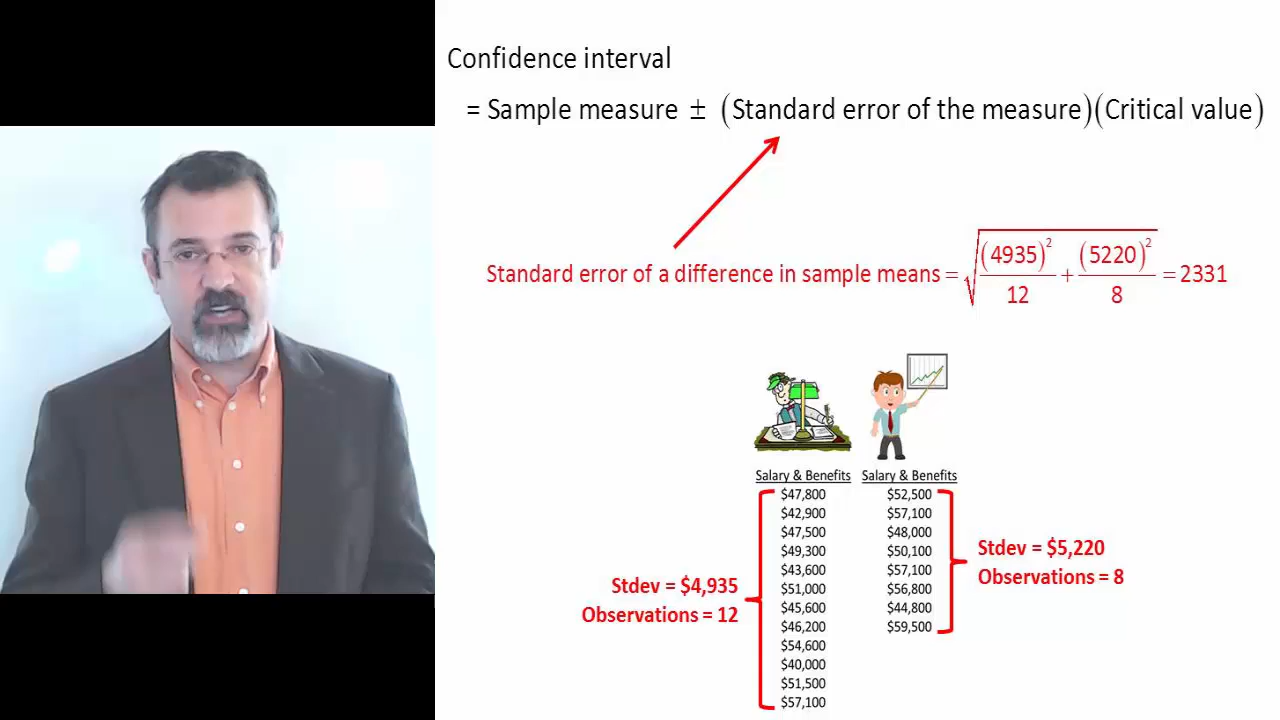 Confidence interval
= Sample measure ± (Standard error of the measure)(Critical value)
Standard error of a difference in sample means = √((4935)²/12 + (5220)²/8) = 2331
Salary & Benefits Salary & Benefits
$47,800 $52,500
$42,900 $57,100
$47,500 $48,000
$49,300 $50,100
$43,600 $57,100
$51,000 $56,800
$45,600 $44,800
$46,200 $59,500
$54,600
$40,000
$51,500
$57,100
Stdev = $4,935
Observations = 12
Stdev = $5,220
Observations = 8